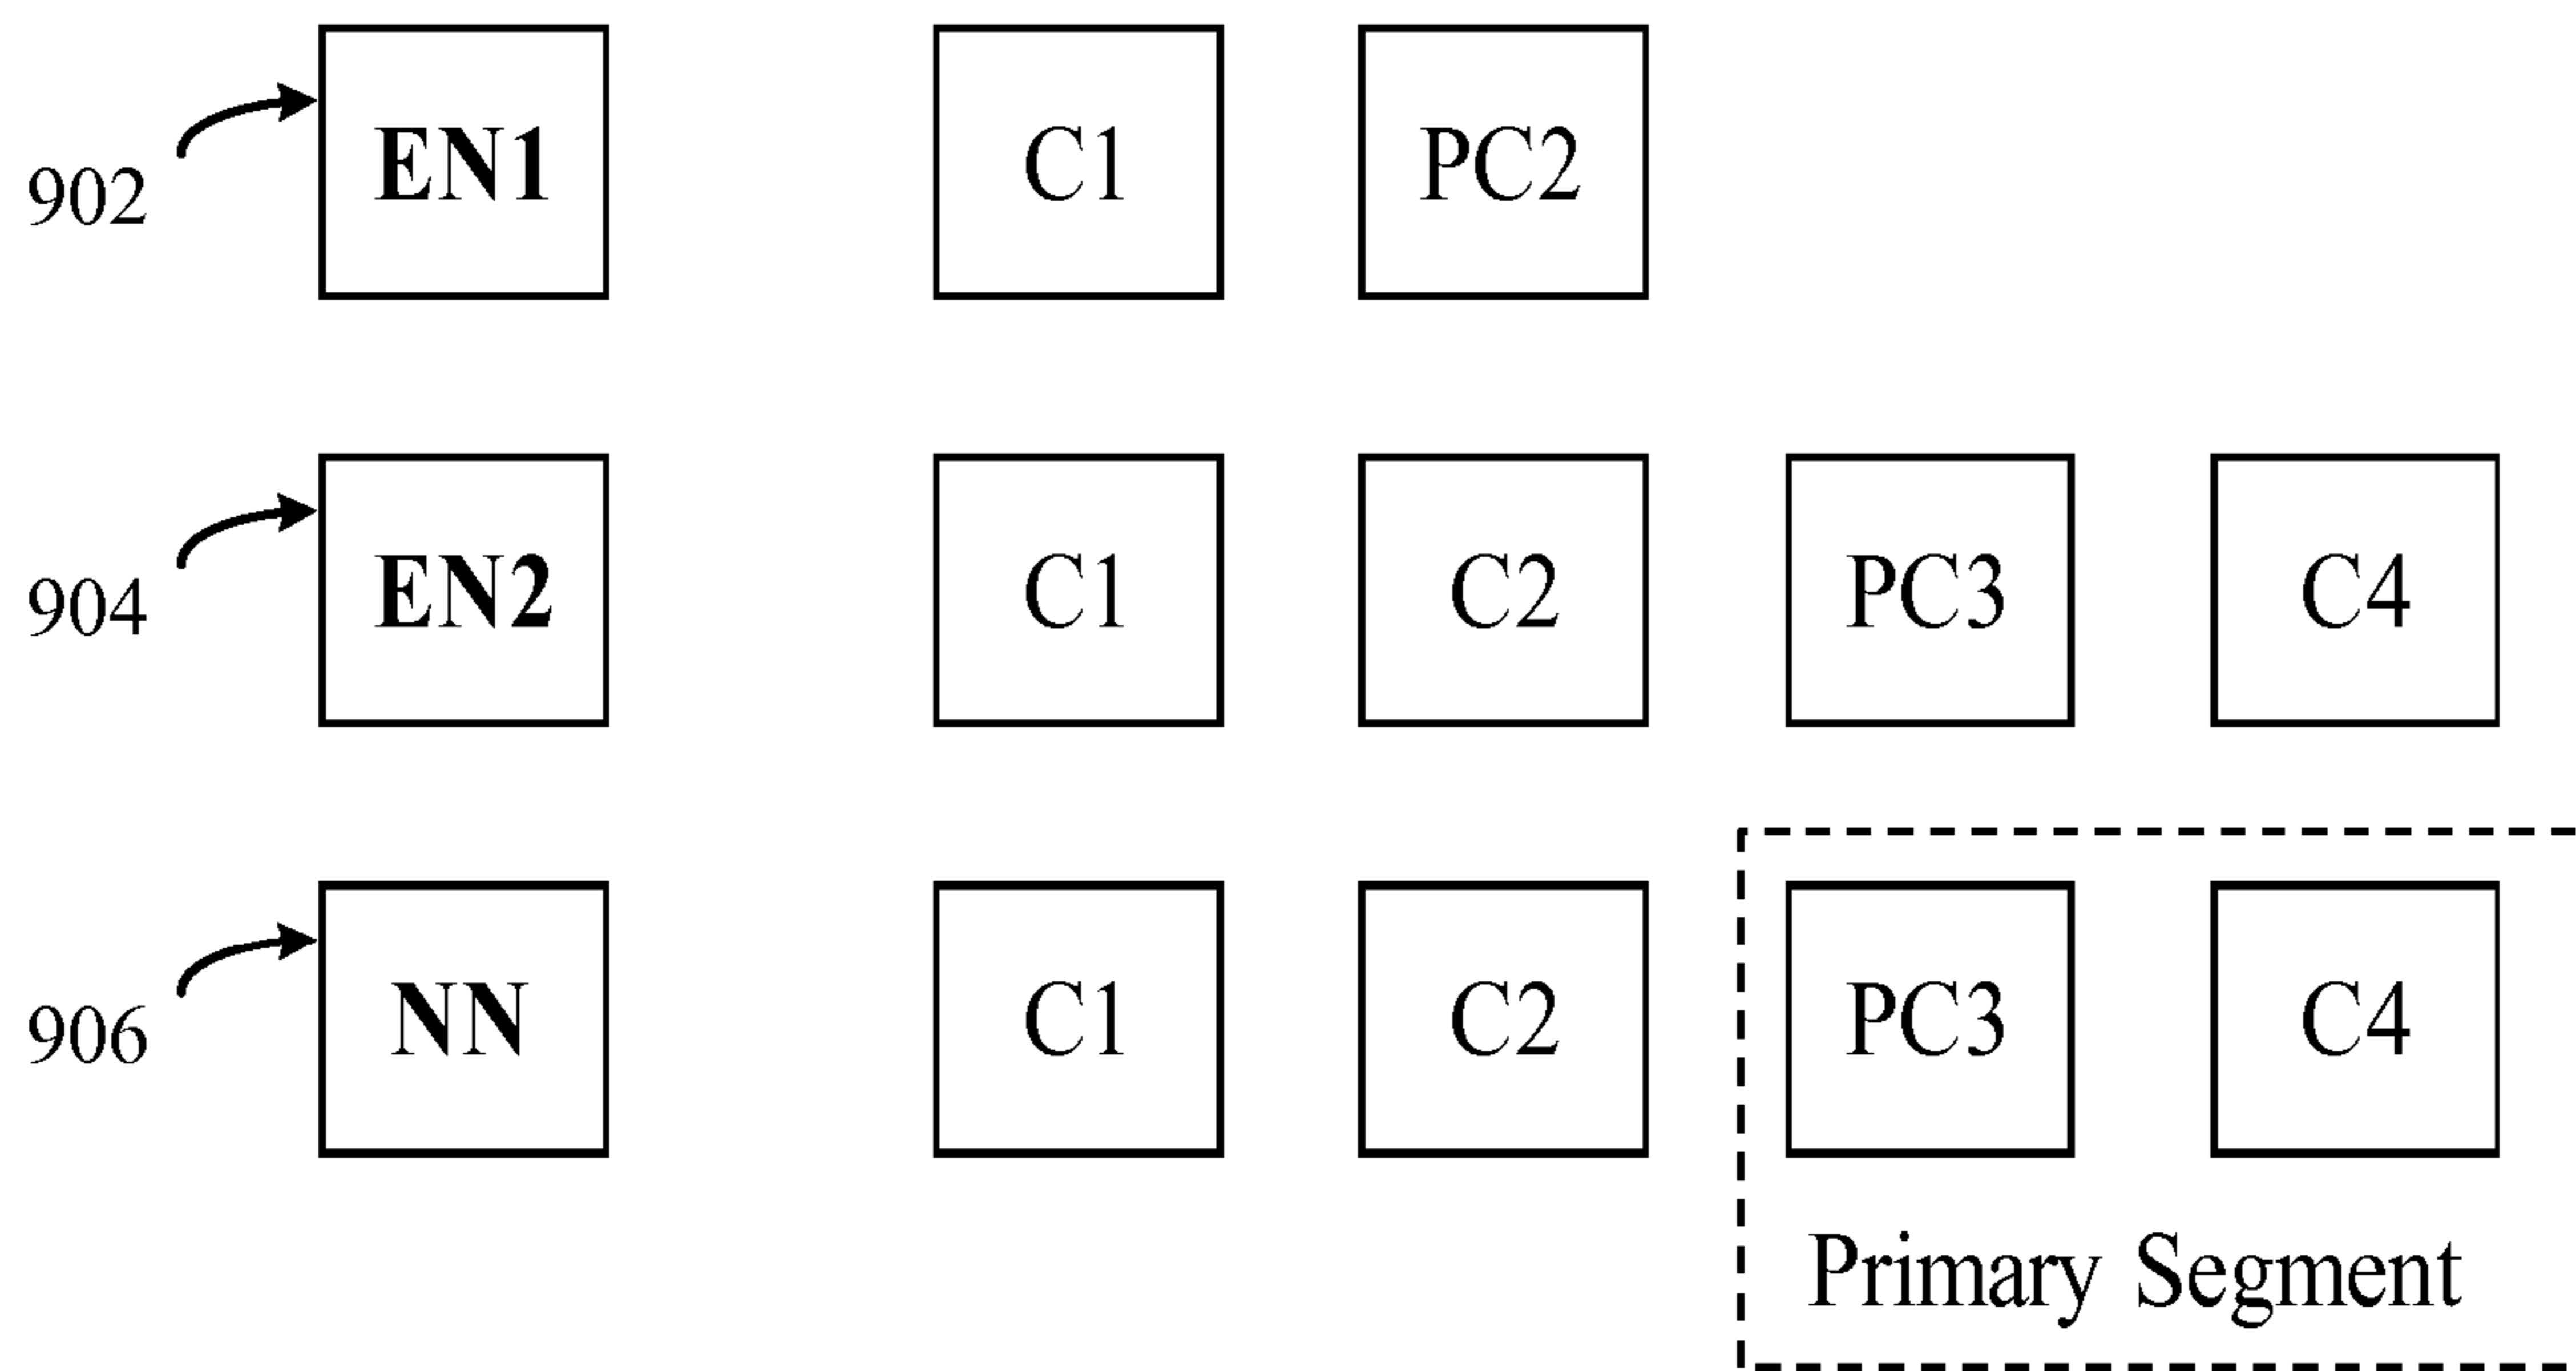 902 EN1 C1 PC2
904 EN2 C1 C2 PC3 C4
906 NN C1 C2 PC3 C4
Primary Segment